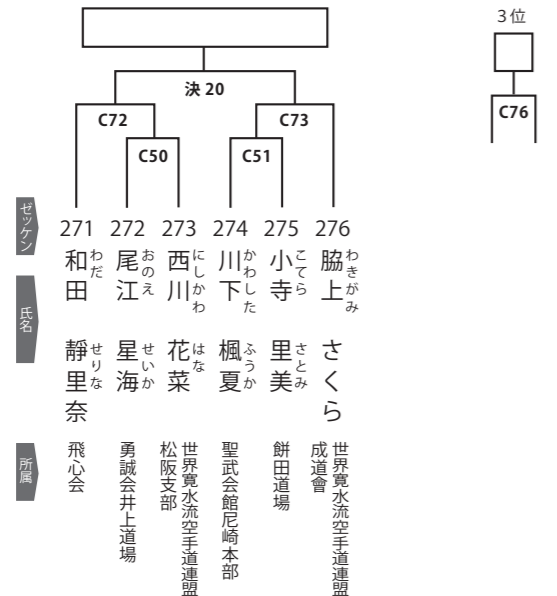 3位
決 20
C72
C73
C76
C50
C51
ゼッケン
271
272
273
274
275
276
氏名
和田 靜里奈
わだ せりな
尾江 星海
おのえ せいか
西川 花菜
にしかわ はな
川下 楓夏
かわした ふうか
小寺 里美
こてら さとみ
脇上 さくら
わきがみ
所属
飛心会
勇誠会井上道場
世界寛水流空手道連盟
松阪支部
聖武会館尼崎本部
餅田道場
世界寛水流空手道連盟
成道會